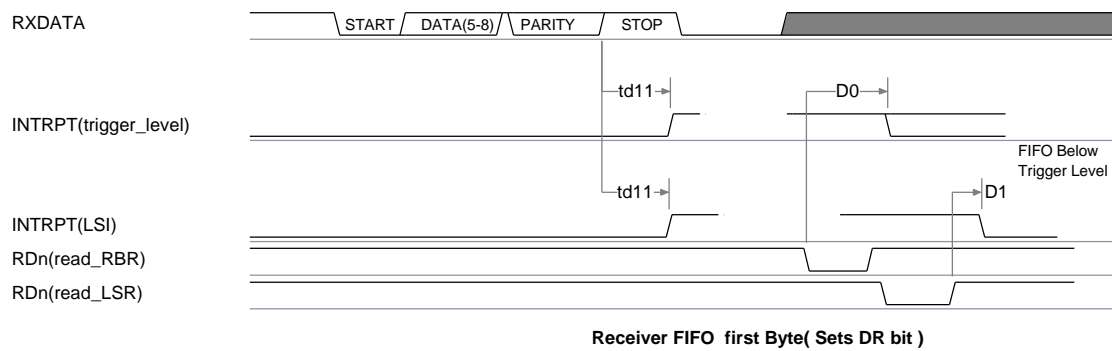 RXDATA
START DATA(5-8) PARITY STOP
td11 D0
INTRPT(trigger_level)
FIFO Below
Trigger Level
td11 D1
INTRPT(LSI)
RDn(read_RBR)
RDn(read_LSR)
Receiver FIFO first Byte( Sets DR bit )